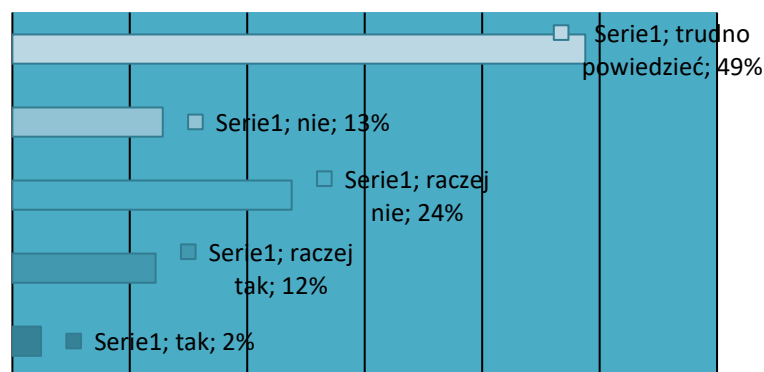 Serie1; trudno
powiedzieć; 49%
Serie1; nie; 13%
Serie1; raczej
nie; 24%
Serie1; raczej
tak; 12%
Serie1; tak; 2%